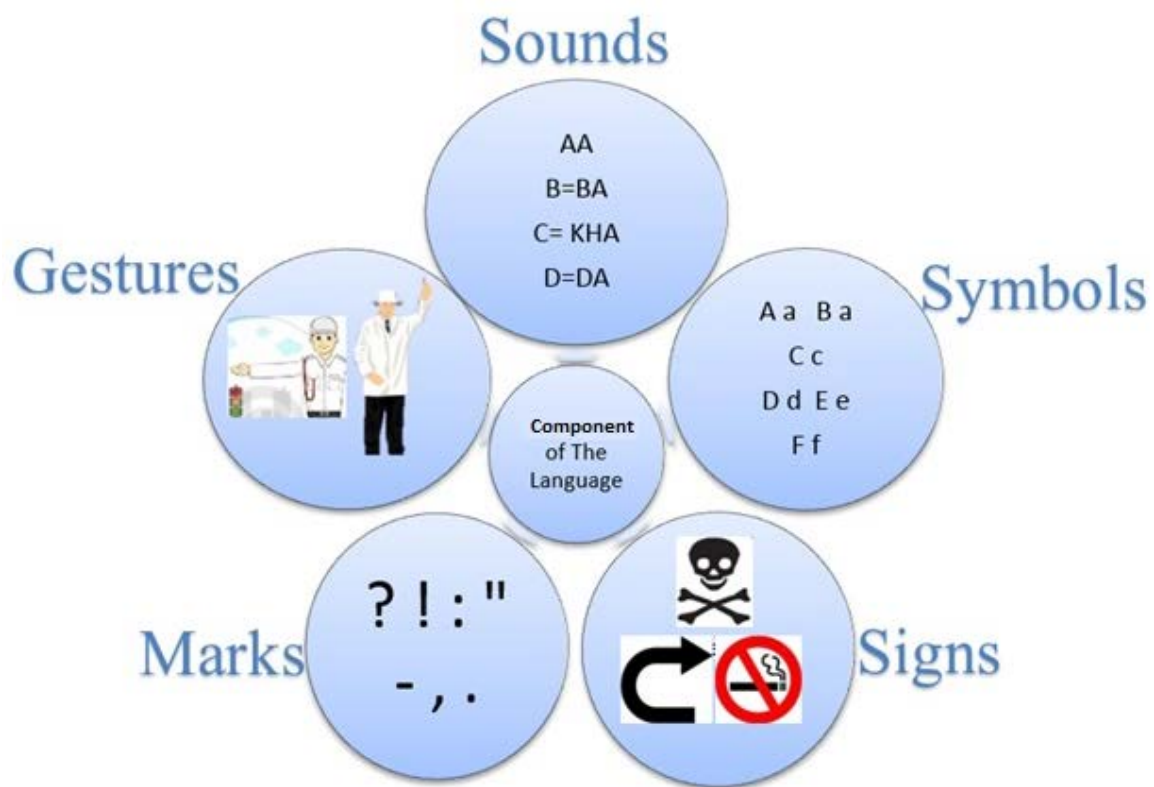 Sounds
AA
B=BA
C= KHA
D=DA
Gestures
Symbols
A a B a
C c
D d E e
F f
Component
of The
Language
Marks
? ! : "
- , .
Signs